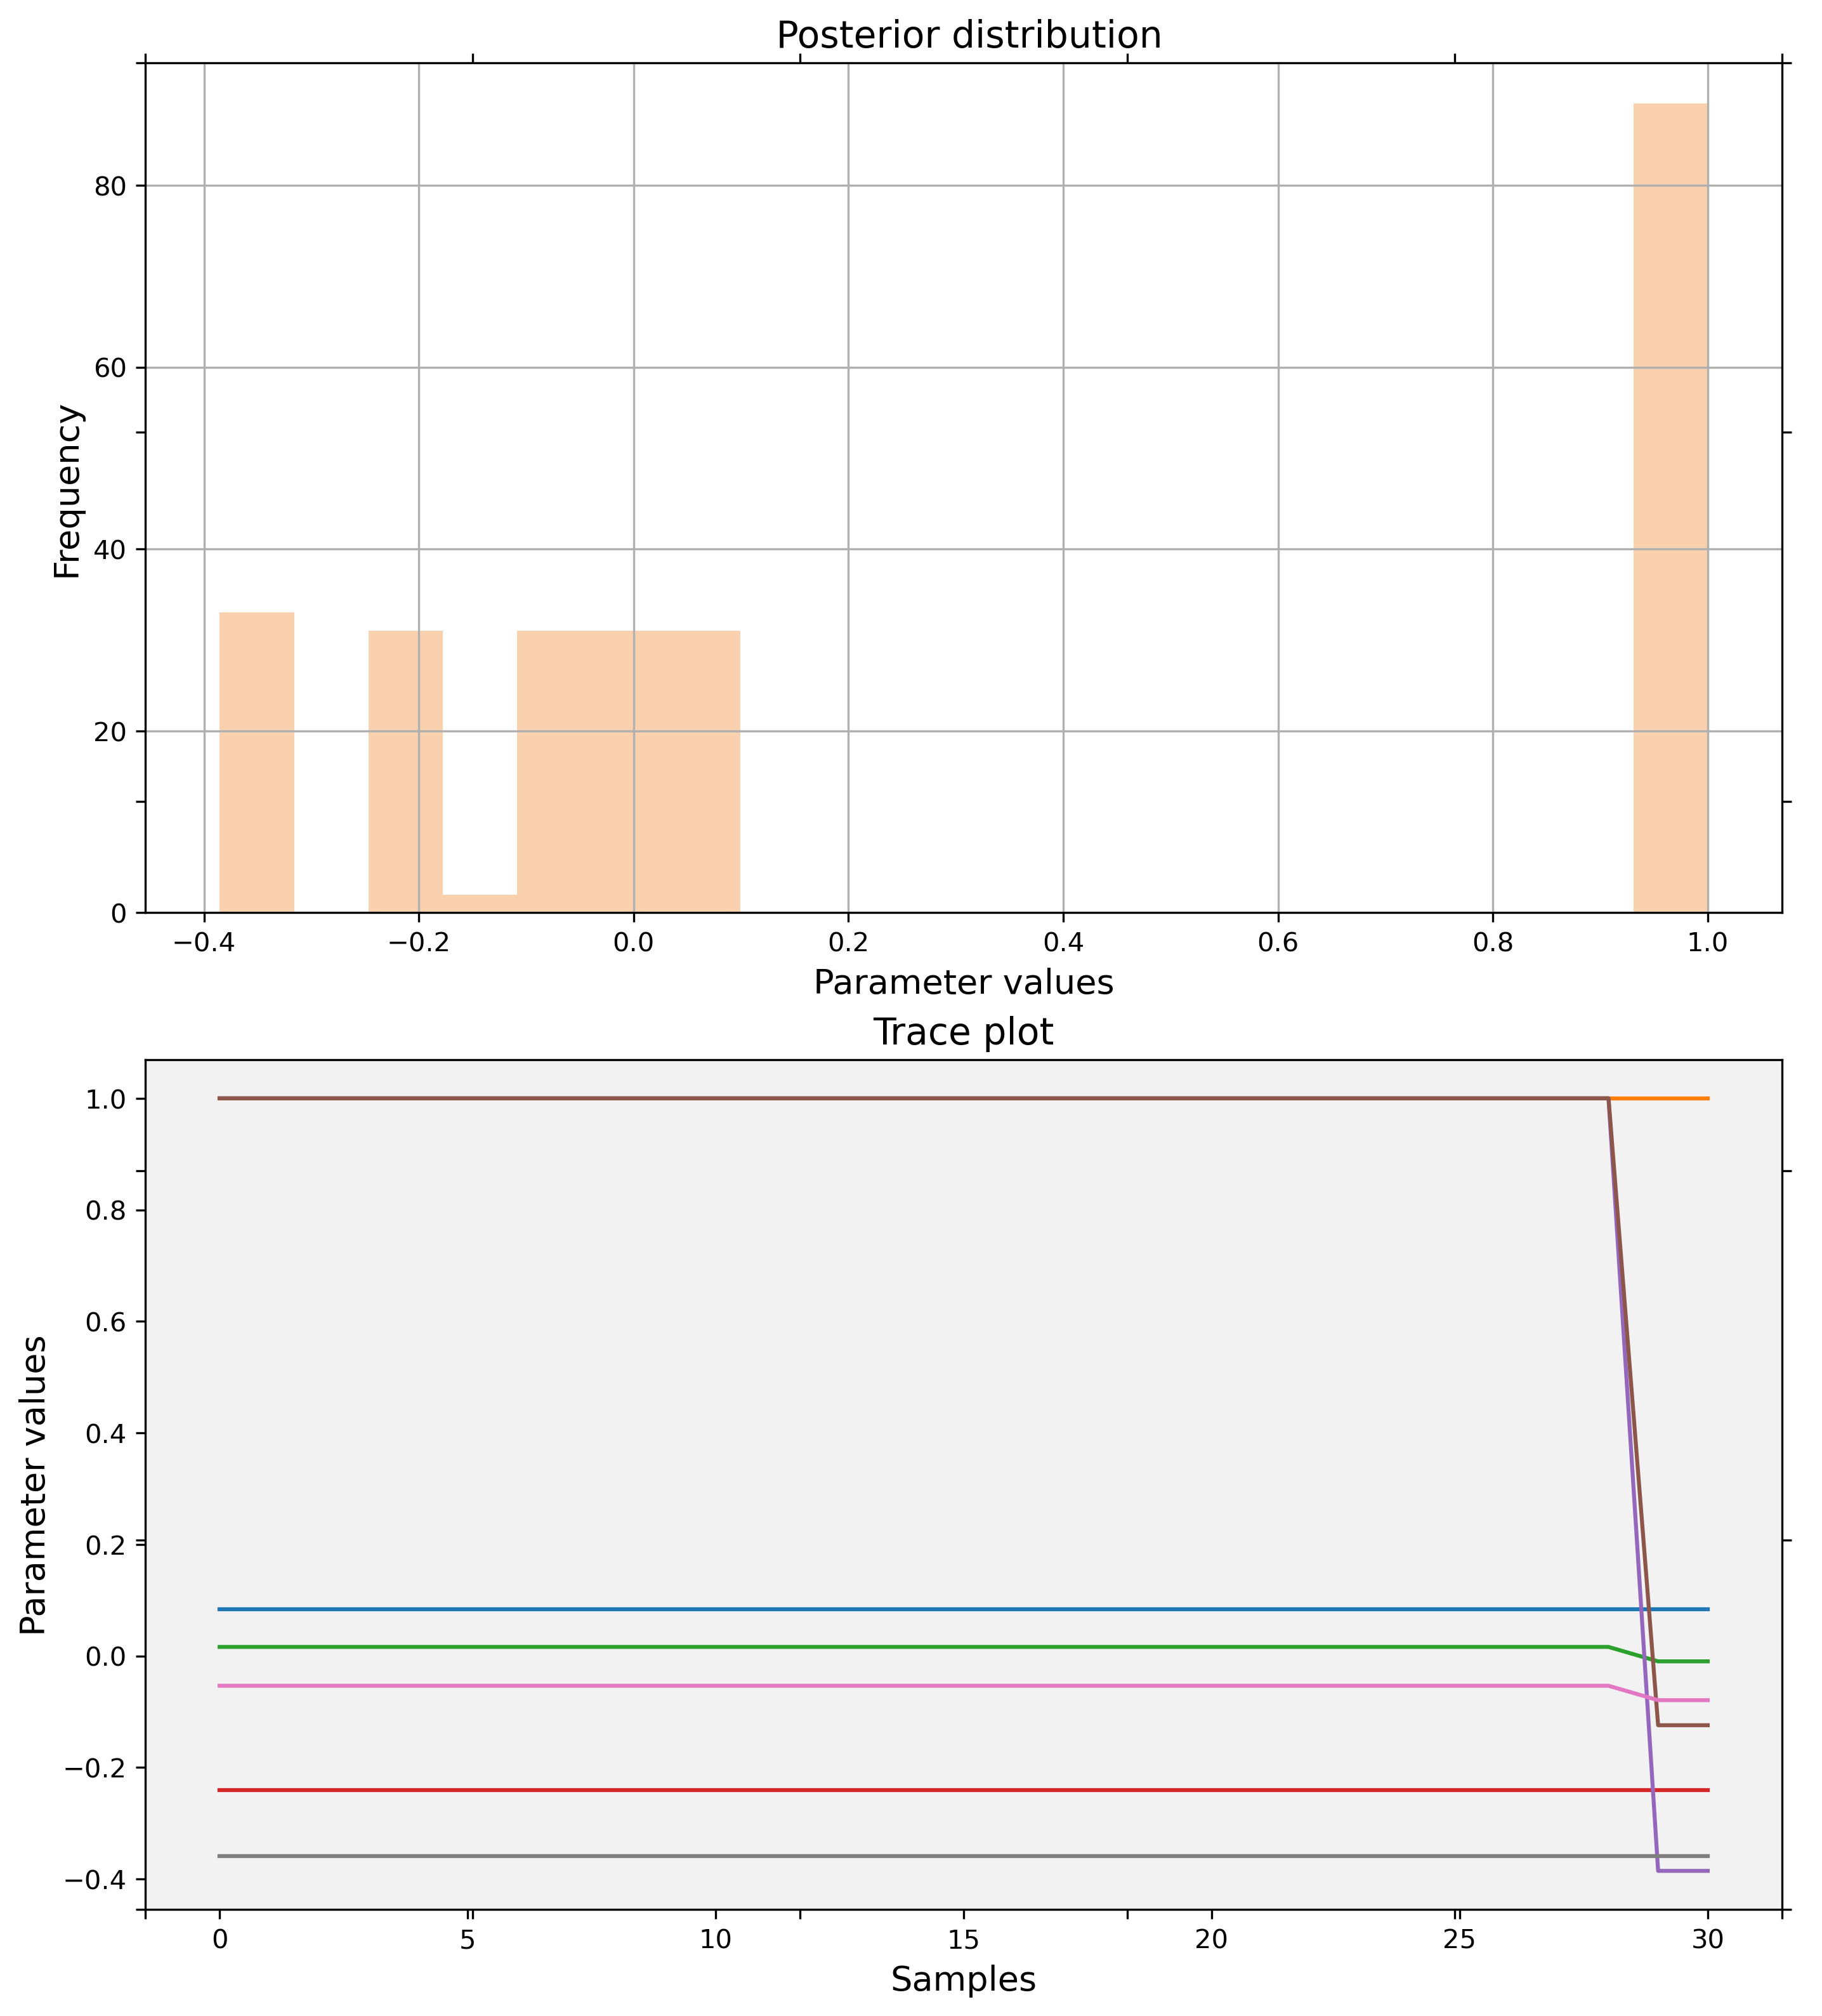 Posterior distribution
80
60
40
20
0
Frequency
−0.4 −0.2 0.0 0.2 0.4 0.6 0.8 1.0
Parameter values
Trace plot
1.0
0.8
0.6
0.4
0.2
0.0
−0.2
−0.4
Parameter values
0 5 10 15 20 25 30
Samples